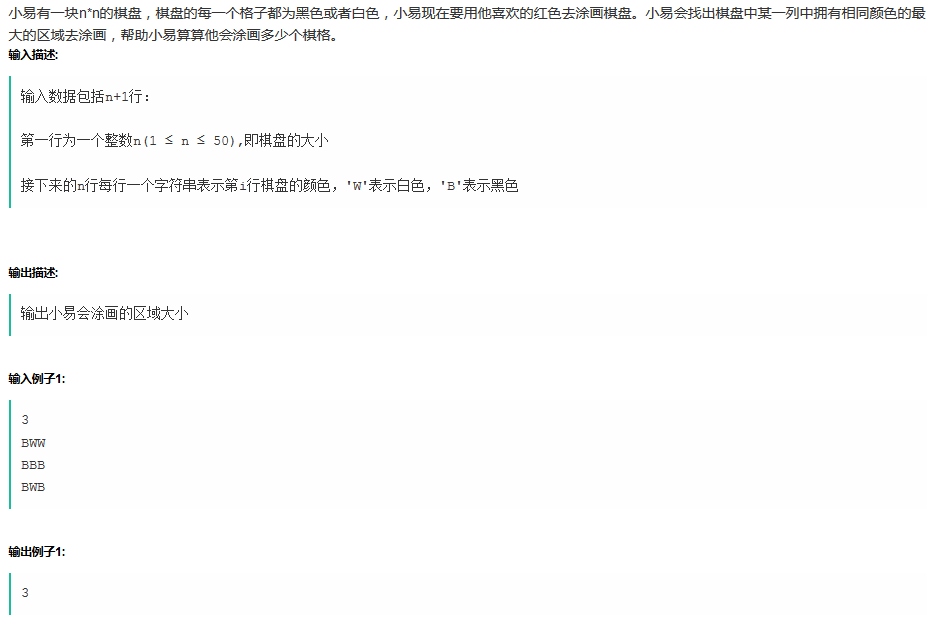 小易有一块n*n的棋盘，棋盘的每一个格子都为黑色或者白色，小易现在要用他喜欢的红色去涂画棋盘。小易会找出棋盘中某一列中拥有相同颜色的最
大的区域去涂画，帮助小易算算他会涂画多少个棋格。
输入描述:
输入数据包括n+1行：
第一行为一个整数n(1 ≤ n ≤ 50),即棋盘的大小
接下来的n行每行一个字符串表示第i行棋盘的颜色，'W'表示白色，'B'表示黑色
输出描述:
输出小易会涂画的区域大小
输入例子1:
3
BWW
BBB
BWB
输出例子1:
3